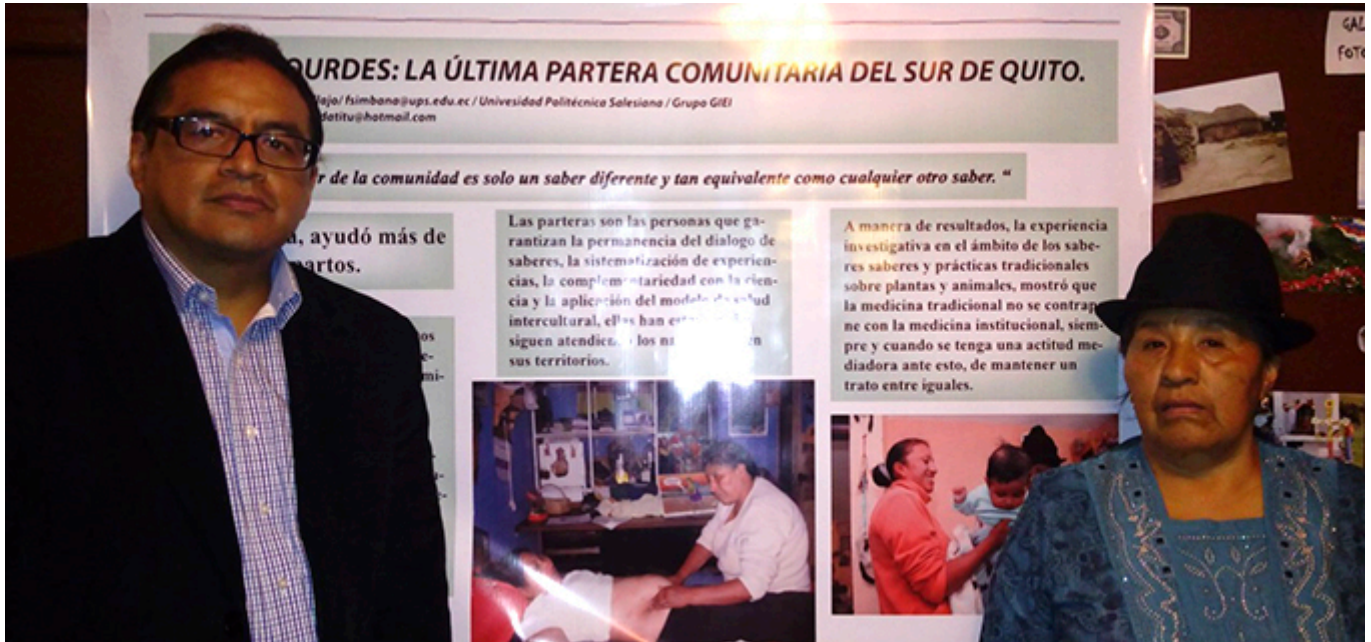 OURDES: LA ÚLTIMA PARTERA COMUNITARIA DEL SUR DE QUITO.
fsimbana@ups.edu.ec / Univesidad Politécnica Salesiana / Grupo GIEI
datitu@hotmail.com
de la comunidad es solo un saber diferente y tan equivalente como cualquier otro saber. “
ayudó más de
partos.
Las parteras son las personas que ga-
rantizan la permanencia del dialogo de
saberes, la sistematización de experien-
cias, la complementariedad con la cien-
cia y la aplicación del modelo de salud
intercultural, ellas han
siguen los en
sus territorios.
A manera de resultados, la experiencia
investigativa en el ámbito de los sabe-
res saberes y prácticas tradicionales
sobre plantas y animales, mostró que
la medicina tradicional no se contrapo-
ne con la medicina institucional, siem-
pre y cuando se tenga una actitud me-
diadora ante esto, de mantener un
trato entre iguales.